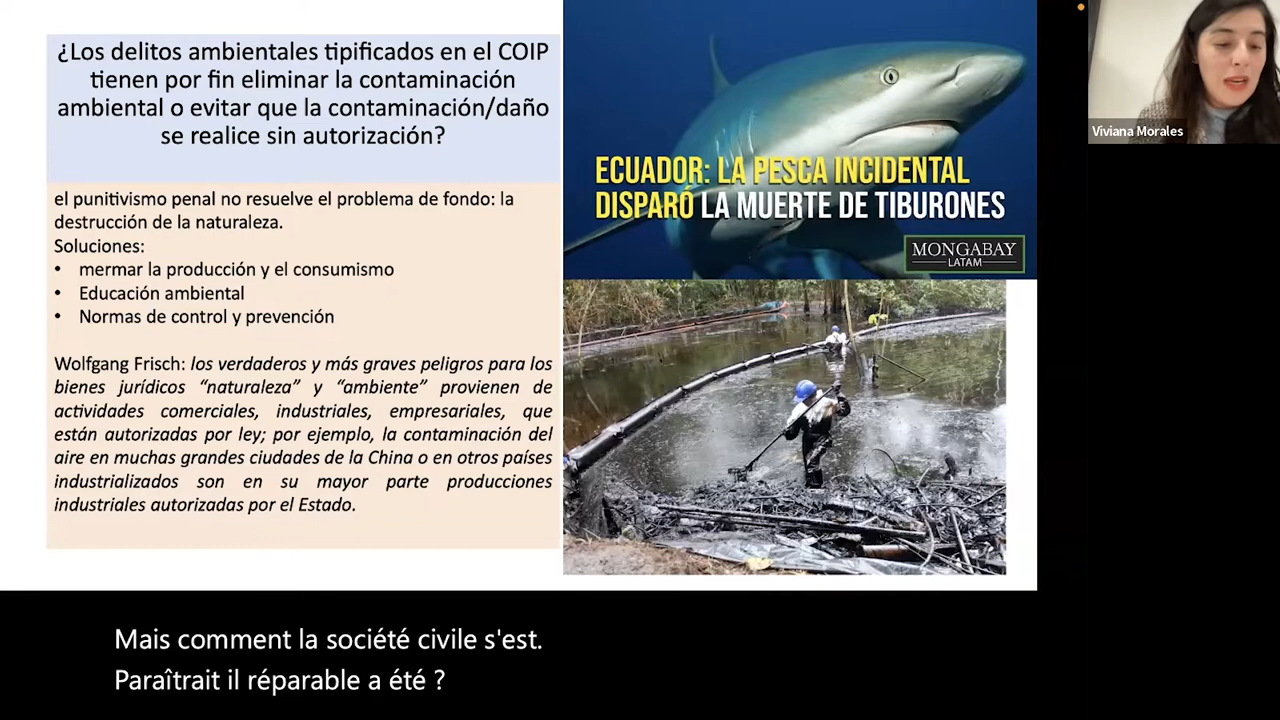 ¿Los delitos ambientales tipificados en el COIP
tienen por fin eliminar la contaminación
ambiental o evitar que la contaminación/daño
se realice sin autorización?
el punitivismo penal no resuelve el problema de fondo: la
destrucción de la naturaleza.
Soluciones:
• mermar la producción y el consumismo
• Educación ambiental
• Normas de control y prevención
Wolfgang Frisch: los verdaderos y más graves peligros para los
bienes jurídicos “naturaleza” y “ambiente” provienen de
actividades comerciales, industriales, empresariales, que
están autorizadas por ley; por ejemplo, la contaminación del
aire en muchas grandes ciudades de la China o en otros países
industrializados son en su mayor parte producciones
industriales autorizadas por el Estado.
ECUADOR: LA PESCA INCIDENTAL
DISPARÓ LA MUERTE DE TIBURONES
MONGABAY
LATAM
Viviana Morales
Mais comment la société civile s'est.
Paraîtrait il réparable a été ?